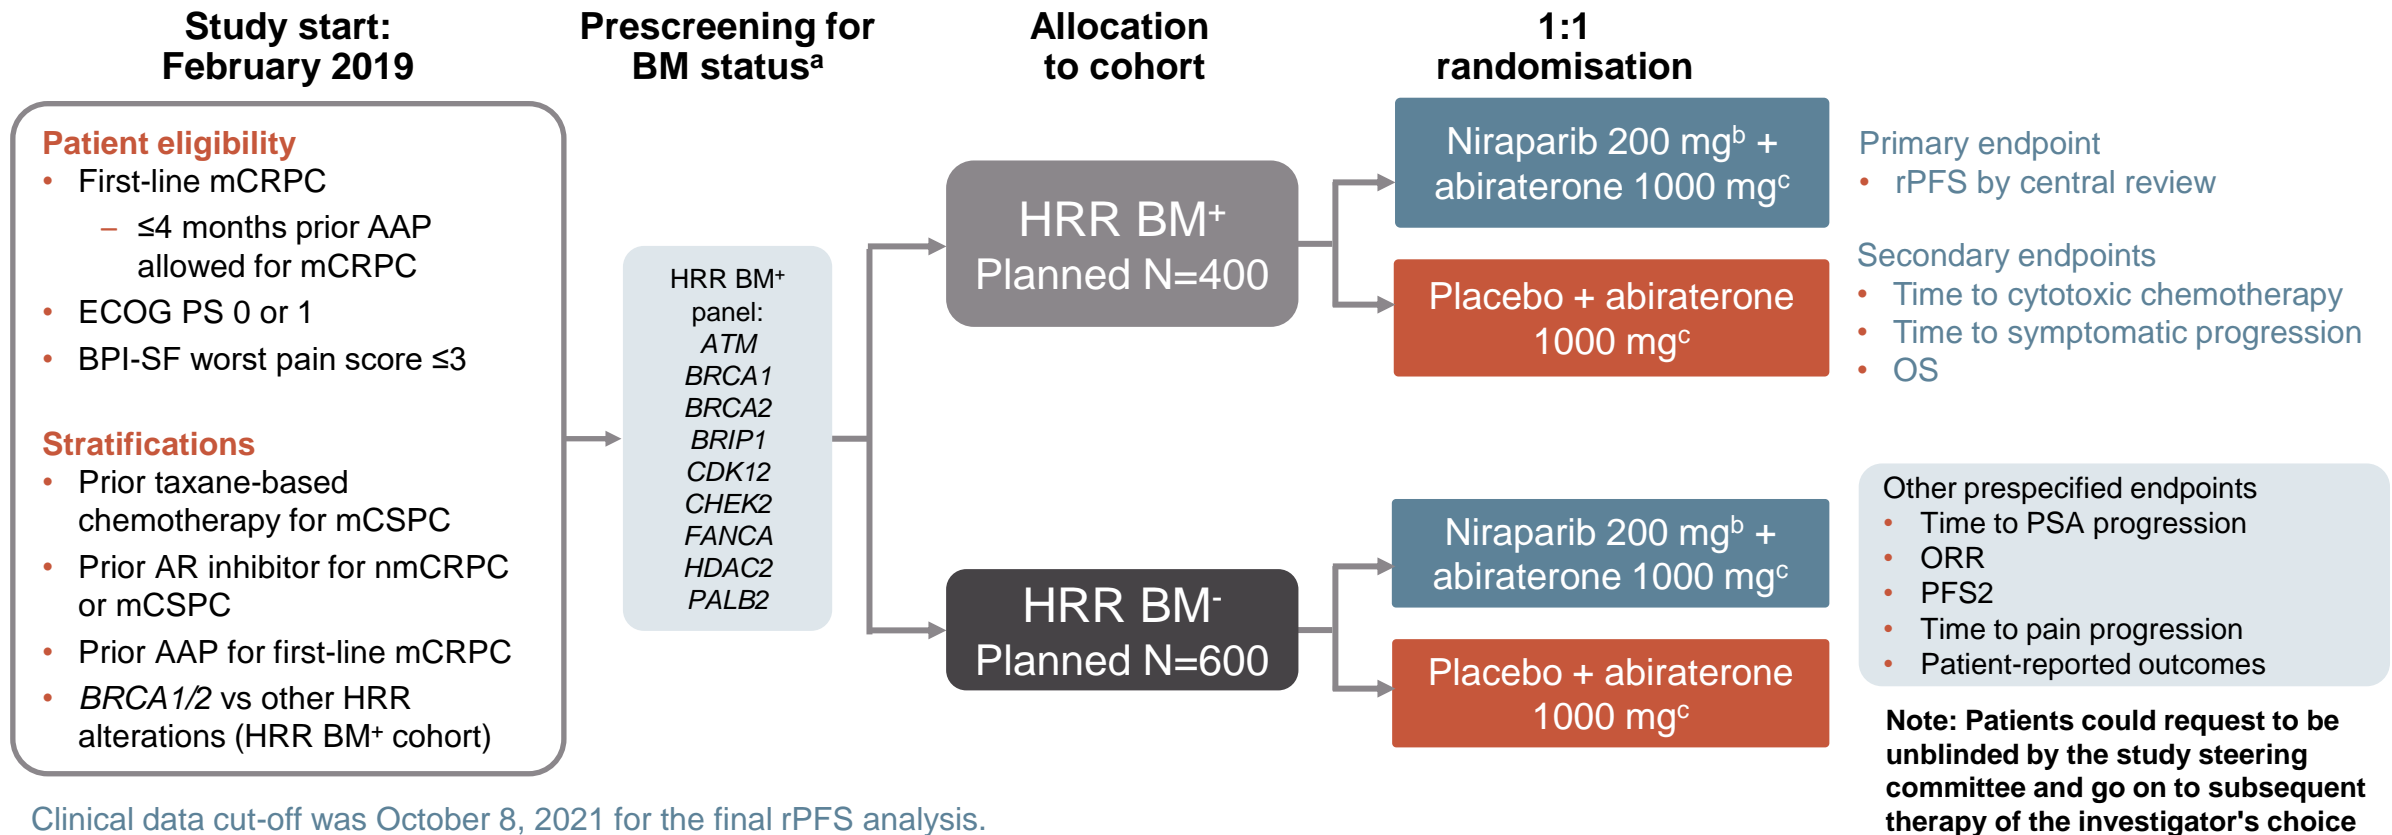 Study start:
February 2019
Prescreening for
BM statusᵃ
Allocation
to cohort
1:1
randomisation
Patient eligibility
• First-line mCRPC
– ≤4 months prior AAP
allowed for mCRPC
• ECOG PS 0 or 1
• BPI-SF worst pain score ≤3
Stratifications
• Prior taxane-based
chemotherapy for mCSPC
• Prior AR inhibitor for nmCRPC
or mCSPC
• Prior AAP for first-line mCRPC
• BRCA1/2 vs other HRR
alterations (HRR BM⁺ cohort)
HRR BM⁺
panel:
ATM
BRCA1
BRCA2
BRIP1
CDK12
CHEK2
FANCA
HDAC2
PALB2
HRR BM⁺
Planned N=400
HRR BM⁻
Planned N=600
Niraparib 200 mgᵇ +
abiraterone 1000 mgᶜ
Placebo + abiraterone
1000 mgᶜ
Niraparib 200 mgᵇ +
abiraterone 1000 mgᶜ
Placebo + abiraterone
1000 mgᶜ
Primary endpoint
• rPFS by central review
Secondary endpoints
• Time to cytotoxic chemotherapy
• Time to symptomatic progression
• OS
Other prespecified endpoints
• Time to PSA progression
• ORR
• PFS2
• Time to pain progression
• Patient-reported outcomes
Note: Patients could request to be
unblinded by the study steering
committee and go on to subsequent
therapy of the investigator's choice
Clinical data cut-off was October 8, 2021 for the final rPFS analysis.